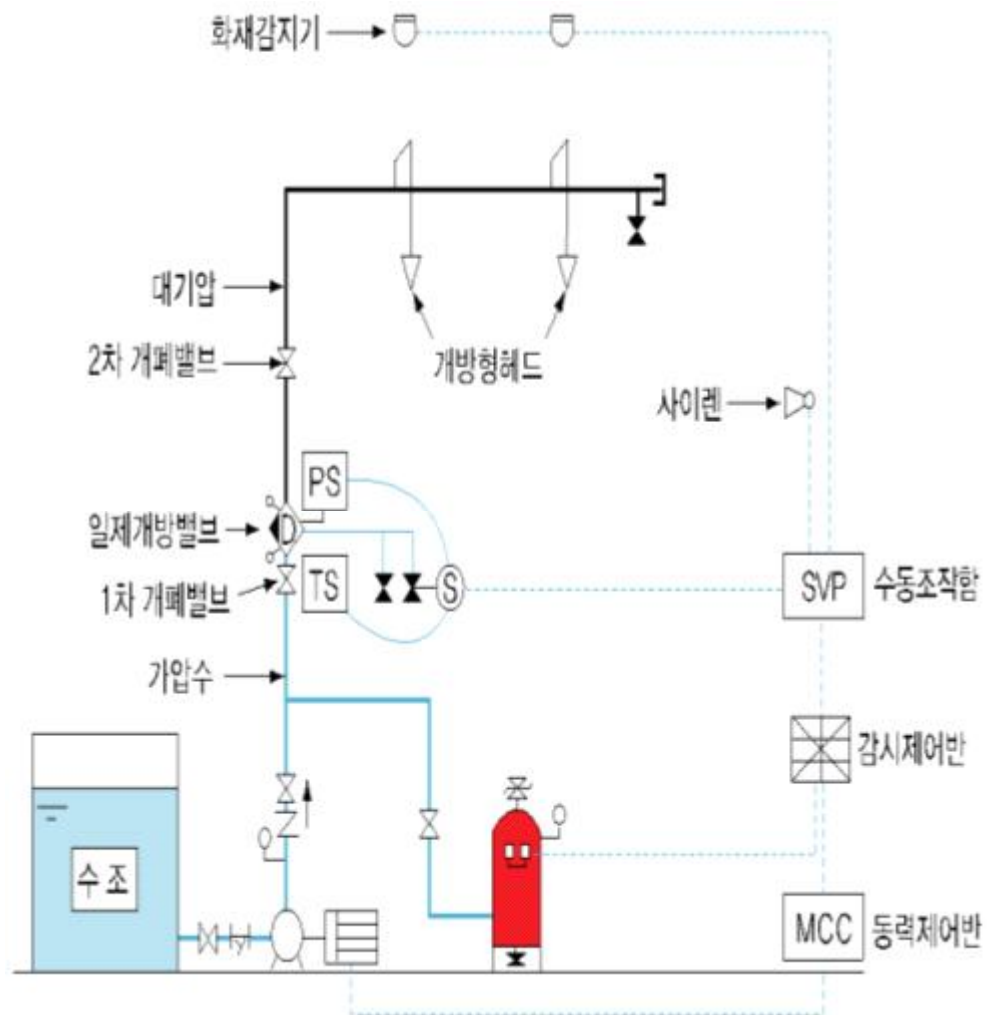 화재감지기
대기압
2차 개폐밸브
개방형헤드
사이렌
PS
일제개방밸브
TS
S
SVP
수동조작함
1차 개폐밸브
가압수
감시제어반
수조
MCC
동력제어반